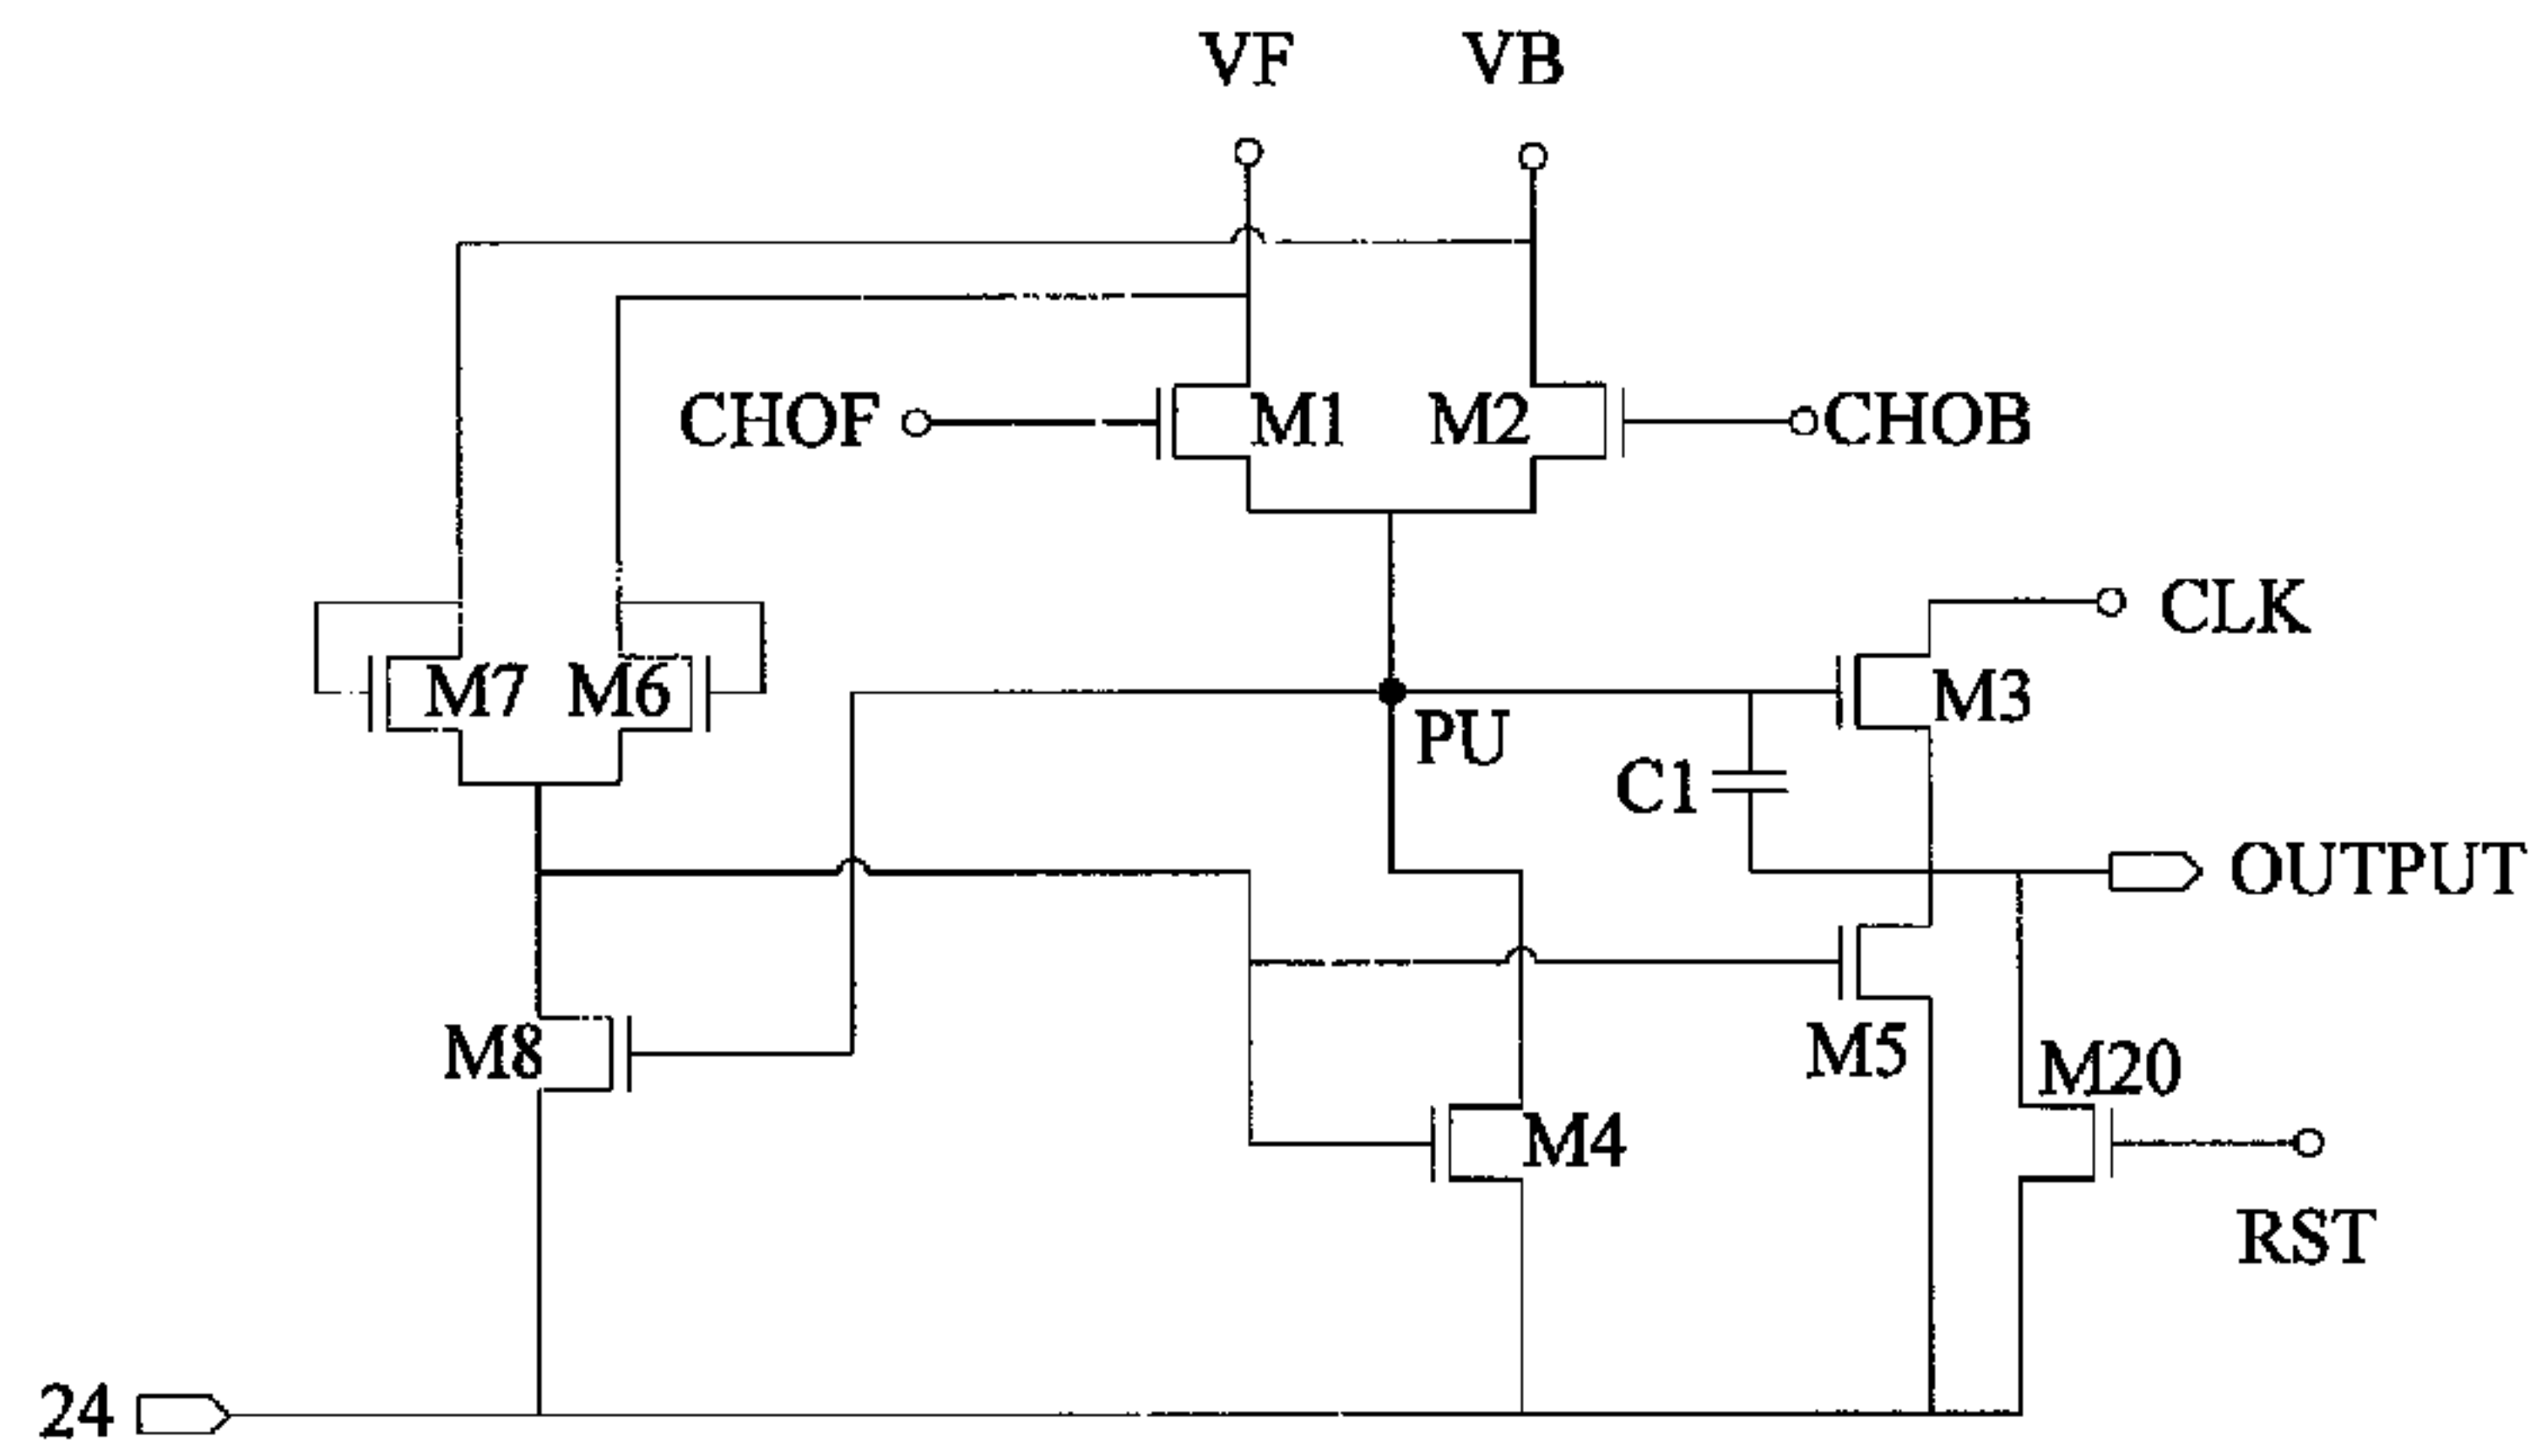 VF VB
CHOF M1 M2 CHOB
CLK
M7 M6 M3
PU
C1
OUTPUT
M8 M5 M20
M4
RST
24